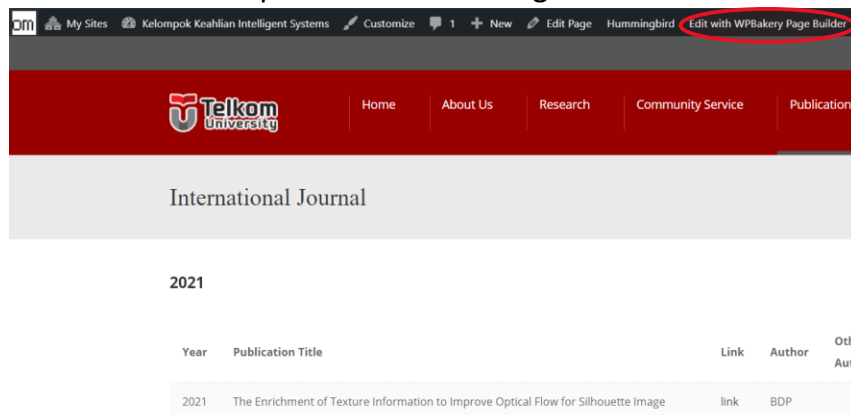 om My Sites Kelompok Keahlian Intelligent Systems Customize 1 New Edit Page Hummingbird Edit with WPBakery Page Builder
Telkom University Home About Us Research Community Service Publication
International Journal
2021
Year Publication Title Link Author
2021 The Enrichment of Texture Information to Improve Optical Flow for Silhouette Image link BDP